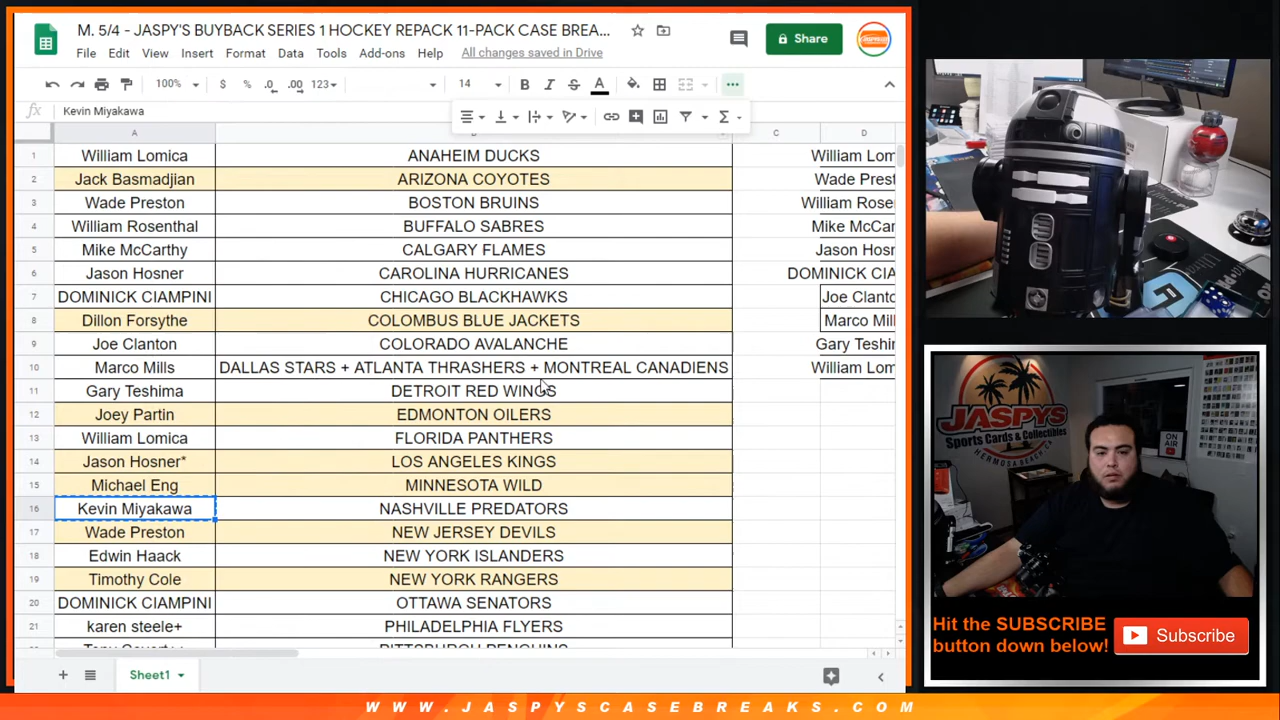 M. 5/4 - JASPY'S BUYBACK SERIES 1 HOCKEY REPACK 11-PACK CASE BREA...
Share
File Edit View Insert Format Data Tools Add-ons Help All changes saved in Drive
100% $ % .0 .00 123 14 B I S A
fx Kevin Miyakawa
A B C D
1 William Lomica ANAHEIM DUCKS William Lom
2 Jack Basmadjian ARIZONA COYOTES Wade Prest
3 Wade Preston BOSTON BRUINS William Rose
4 William Rosenthal BUFFALO SABRES Mike McCar
5 Mike McCarthy CALGARY FLAMES Jason Hosn
6 Jason Hosner CAROLINA HURRICANES DOMINICK CIA
7 DOMINICK CIAMPINI CHICAGO BLACKHAWKS Joe Clanto
8 Dillon Forsythe COLOMBUS BLUE JACKETS Marco Mill
9 Joe Clanton COLORADO AVALANCHE Gary Teshir
10 Marco Mills DALLAS STARS + ATLANTA THRASHERS + MONTREAL CANADIENS William Lom
11 Gary Teshima DETROIT RED WINGS
12 Joey Partin EDMONTON OILERS
13 William Lomica FLORIDA PANTHERS
14 Jason Hosner* LOS ANGELES KINGS
15 Michael Eng MINNESOTA WILD
16 Kevin Miyakawa NASHVILLE PREDATORS
17 Wade Preston NEW JERSEY DEVILS
18 Edwin Haack NEW YORK ISLANDERS
19 Timothy Cole NEW YORK RANGERS
20 DOMINICK CIAMPINI OTTAWA SENATORS
21 karen steele+ PHILADELPHIA FLYERS
PITTSBURGH PENGUINS
Sheet1
JASPYS
Sports Cards & Collectibles
HERMOSA BEACH, CA
ON AIR
Hit the SUBSCRIBE
button down below!
Subscribe
WWW.JASPYSCASEBREAKS.COM